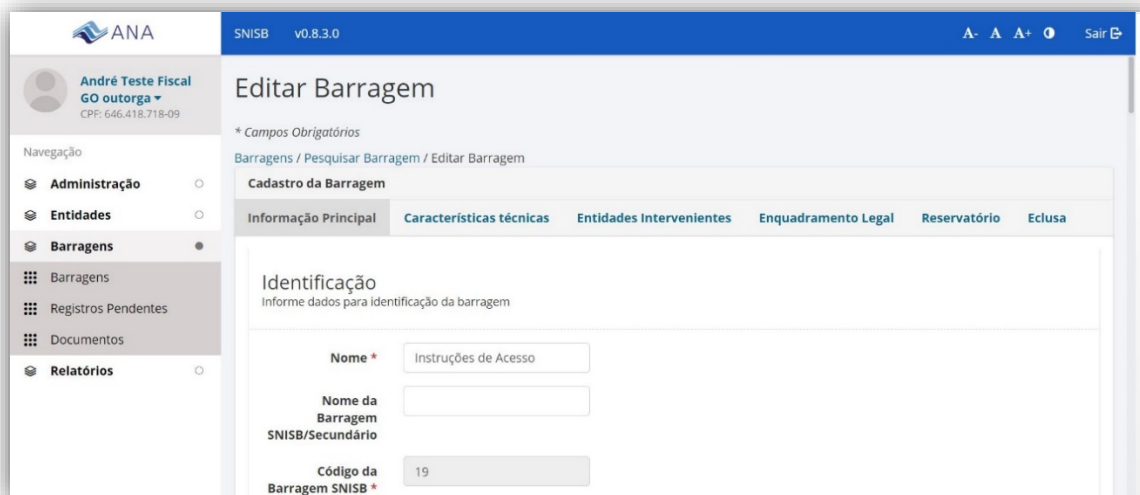 ANA
SNISB v0.8.3.0 A- A A+ Sair
André Teste Fiscal
GO outorga
CPF: 646.418.718-09
Navegação
Administração
Entidades
Barragens
Barragens
Registros Pendentes
Documentos
Relatórios
Editar Barragem
* Campos Obrigatórios
Barragens / Pesquisar Barragem / Editar Barragem
Cadastro da Barragem
Informação Principal Características técnicas Entidades Intervenientes Enquadramento Legal Reservatório Eclusa
Identificação
Informe dados para identificação da barragem
Nome * Instruções de Acesso
Nome da
Barragem
SNISB/Secundário
Código da 19
Barragem SNISB *